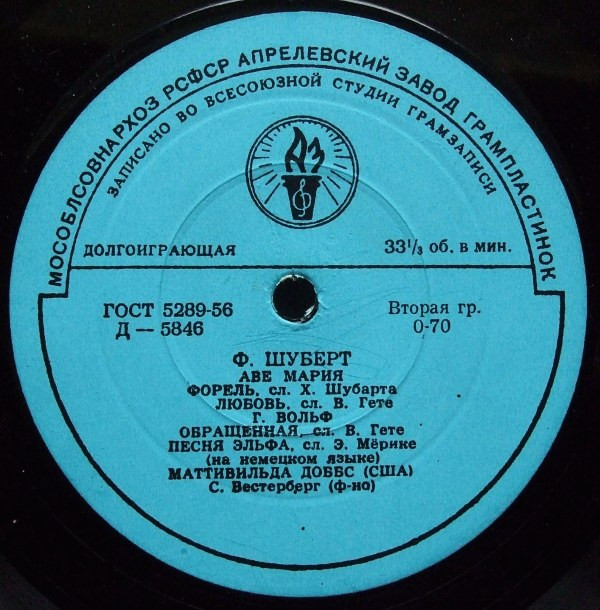 МОСОБЛСОВНАРХОЗ РСФСР АПРЕЛЕВСКИЙ ЗАВОД ГРАМПЛАСТИНОК
ЗАПИСАНО ВО ВСЕСОЮЗНОЙ СТУДИИ ГРАМЗАПИСИ
АЗ
ДОЛГОИГРАЮЩАЯ 33⅓ об. в мин.
ГОСТ 5289-56 Вторая гр.
Д — 5846 0-70
Ф. ШУБЕРТ
АВЕ МАРИЯ
ФОРЕЛЬ, сл. Х. Шубарта
ЛЮБОВЬ, сл. В. Гете
Г. ВОЛЬФ
ОБРАЩЕННАЯ, сл. В. Гете
ПЕСНЯ ЭЛЬФА, сл. Э. Мёрике
(на немецком языке)
МАТТИВИЛЬДА ДОББС (США)
С. Вестерберг (ф-но)